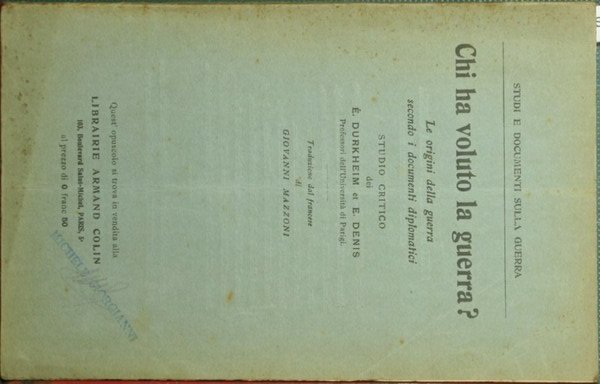 STUDI E DOCUMENTI SULLA GUERRA
Chi ha voluto la guerra?
Le origini della guerra
secondo i documenti diplomatici
STUDIO CRITICO
dei
É. DURKHEIM et E. DENIS
Professori dell'Università di Parigi.
Traduzione dal francese
di
GIOVANNI MAZZONI
Quest' opuscolo si trova in vendita alla
LIBRAIRIE ARMAND COLIN
103, Boulevard Saint-Michel, PARIS, 5e
al prezzo di 0 franc 50